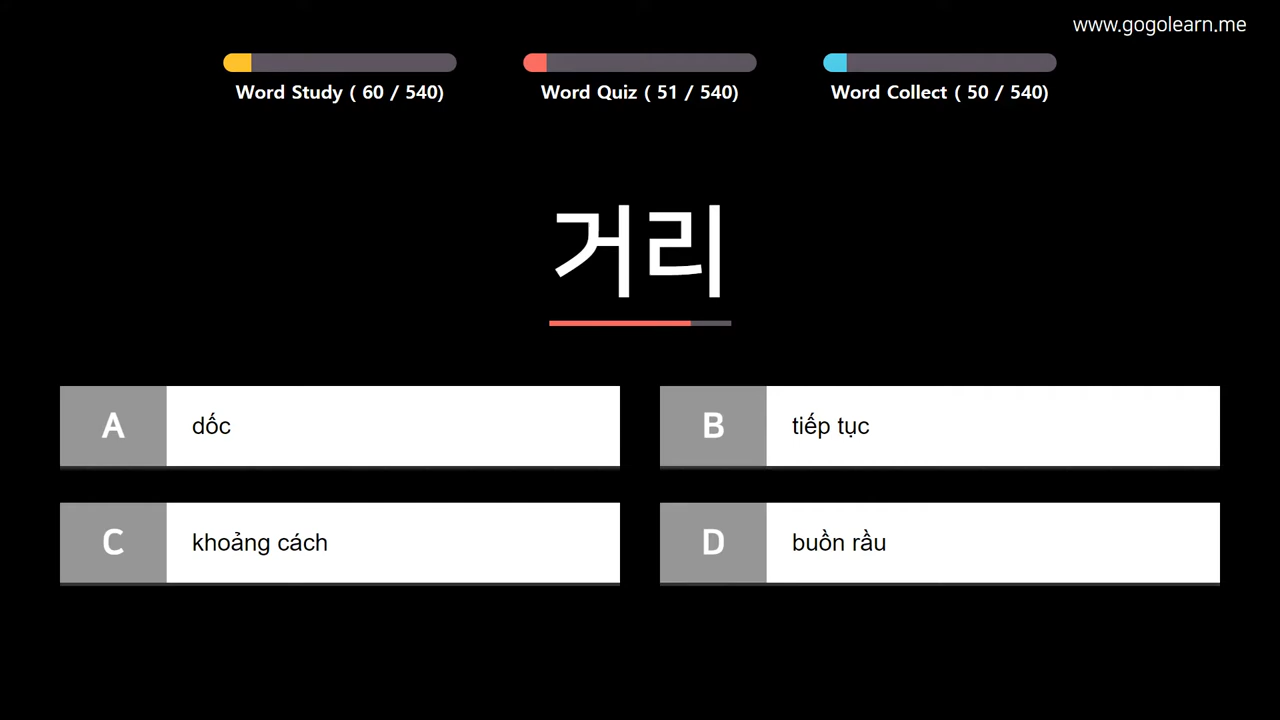 www.gogolearn.me
Word Study ( 60 / 540)
Word Quiz ( 51 / 540)
Word Collect ( 50 / 540)
거리
A dốc
B tiếp tục
C khoảng cách
D buồn rầu